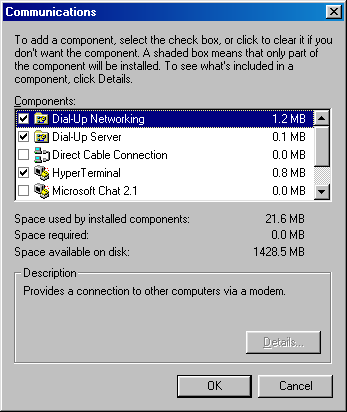 Communications
To add a component, select the check box, or click to clear it if you
don't want the component. A shaded box means that only part of
the component will be installed. To see what's included in a
component, click Details.
Components:
Dial-Up Networking 1.2 MB
Dial-Up Server 0.1 MB
Direct Cable Connection 0.0 MB
HyperTerminal 0.8 MB
Microsoft Chat 2.1 0.0 MB
Space used by installed components: 21.6 MB
Space required: 0.0 MB
Space available on disk: 1428.5 MB
Description
Provides a connection to other computers via a modem.
Details...
OK Cancel